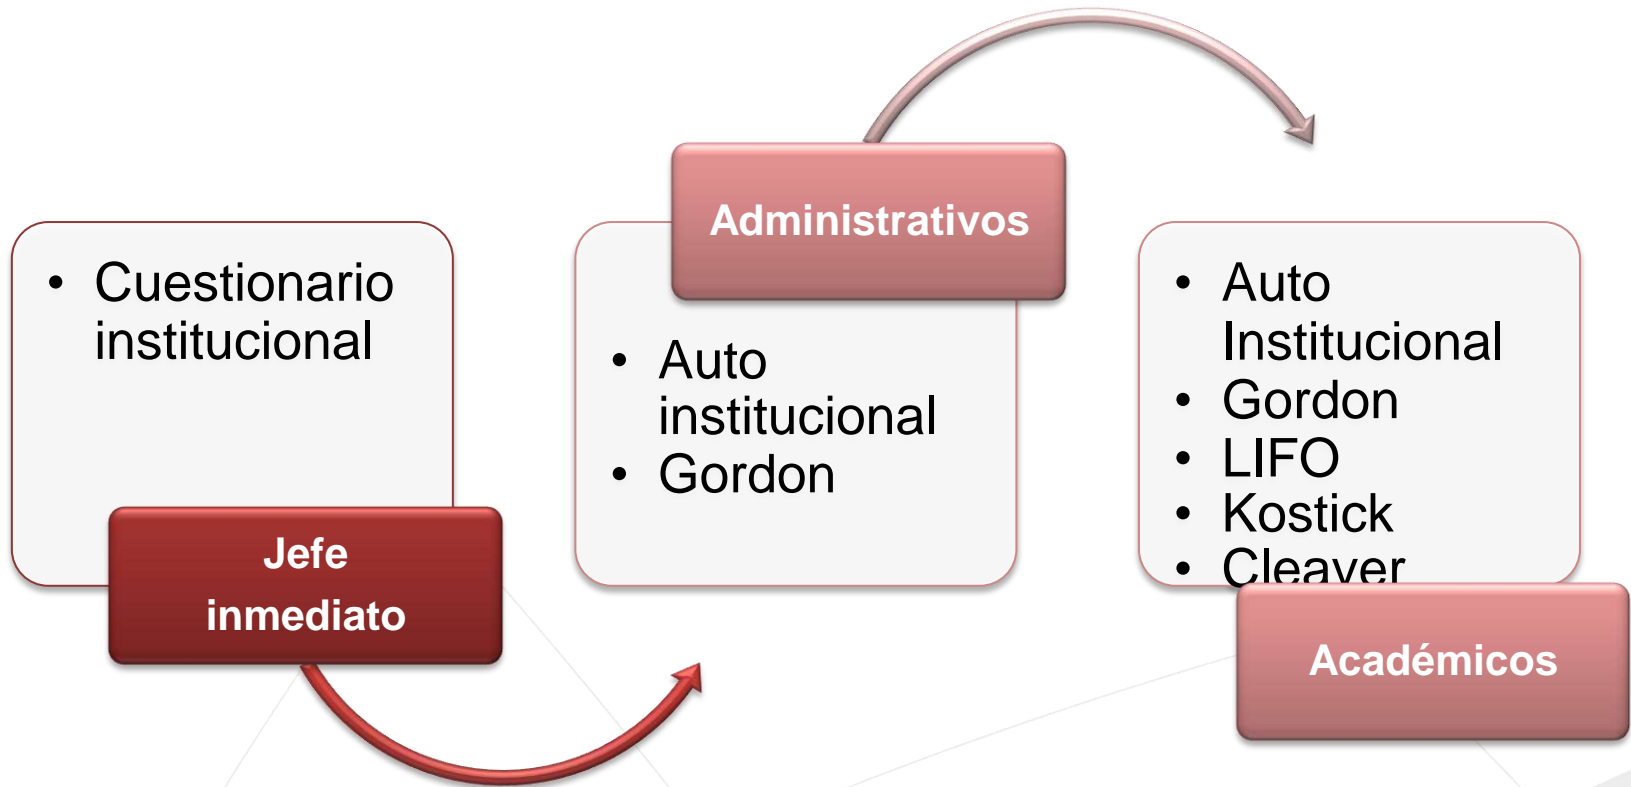 • Cuestionario
institucional
Jefe
inmediato
Administrativos
• Auto
institucional
• Gordon
• Auto
Institucional
• Gordon
• LIFO
• Kostick
• Cleaver
Académicos